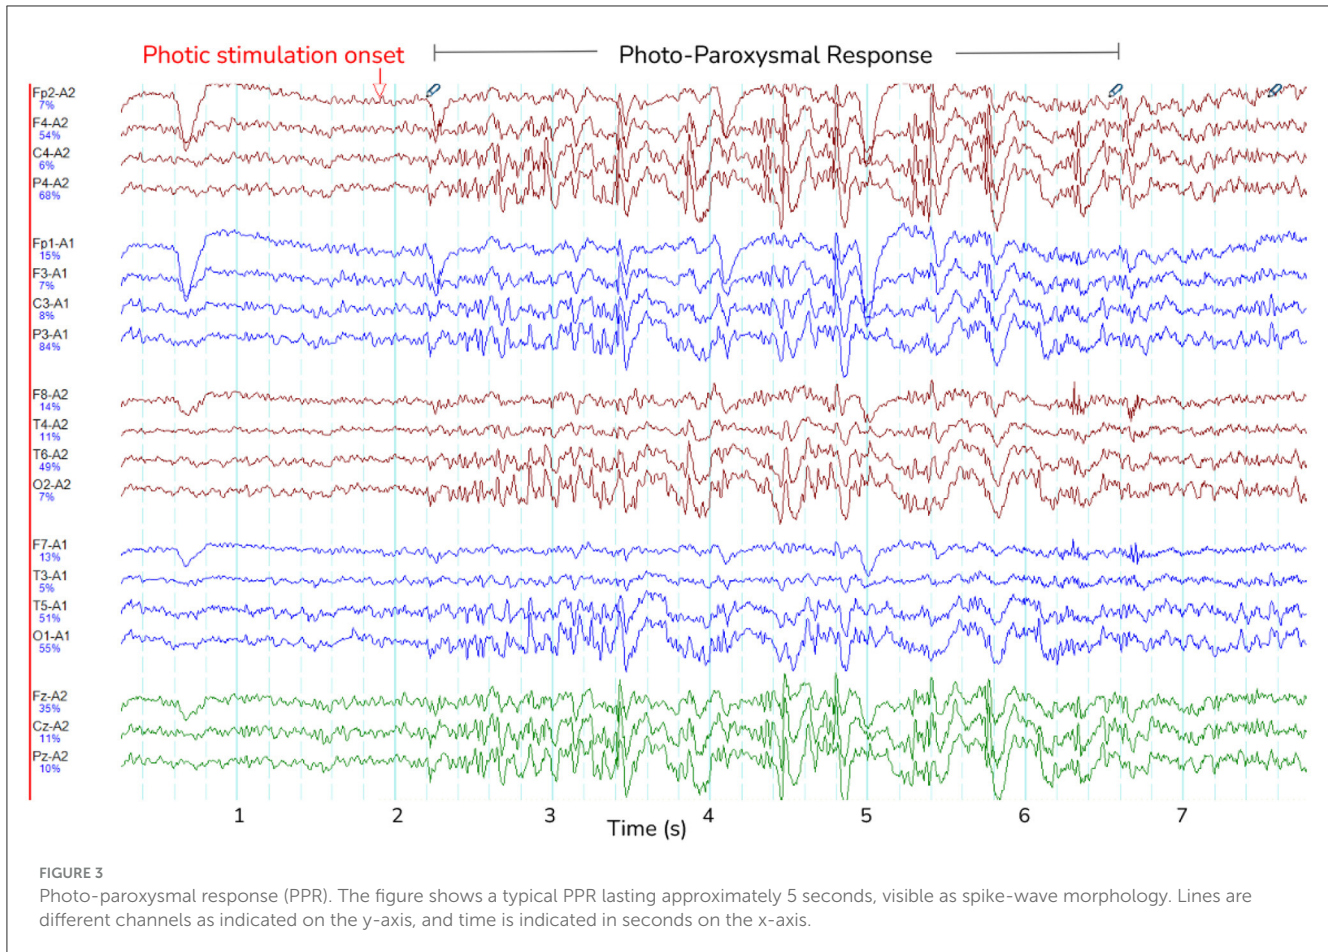 Photic stimulation onset
Photo-Paroxysmal Response
Fp2-A2
7%
F4-A2
54%
C4-A2
6%
P4-A2
68%
Fp1-A1
15%
F3-A1
7%
C3-A1
8%
P3-A1
84%
F8-A2
14%
T4-A2
11%
T6-A2
49%
O2-A2
7%
F7-A1
13%
T3-A1
5%
T5-A1
51%
O1-A1
55%
Fz-A2
35%
Cz-A2
11%
Pz-A2
10%
1 2 3 4 5 6 7
Time (s)
FIGURE 3
Photo-paroxysmal response (PPR). The figure shows a typical PPR lasting approximately 5 seconds, visible as spike-wave morphology. Lines are
different channels as indicated on the y-axis, and time is indicated in seconds on the x-axis.